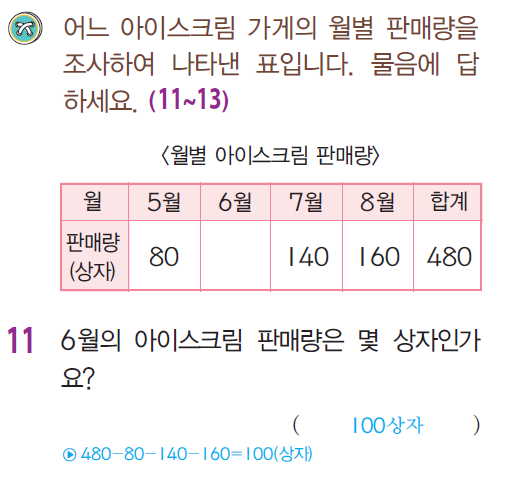 어느 아이스크림 가게의 월별 판매량을
조사하여 나타낸 표입니다. 물음에 답
하세요. (11~13)
〈월별 아이스크림 판매량〉
월 5월 6월 7월 8월 합계
판매량
(상자) 80 140 160 480
11 6월의 아이스크림 판매량은 몇 상자인가
요?
( 100상자 )
480-80-140-160=100(상자)